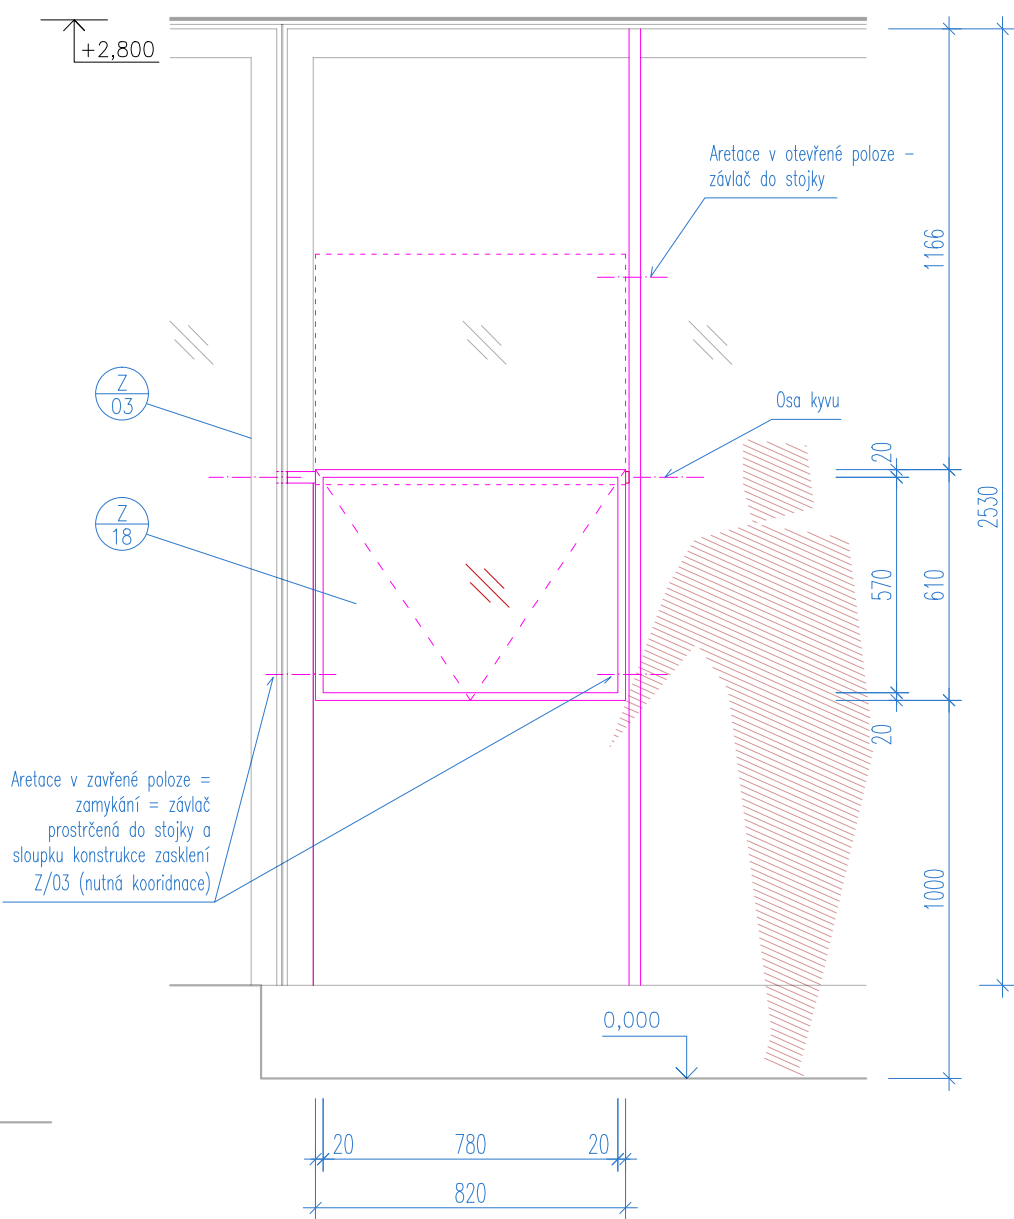 +2,800
Aretace v otevřené poloze –
závlač do stojky
1166
Z
03
Osa kyvu
20
2530
Z
18
570
610
20
Aretace v zavřené poloze =
zamykání = závlač
prostrčená do stojky a
sloupku konstrukce zasklení
Z/03 (nutná kooridnace)
1000
0,000
20
780
20
820